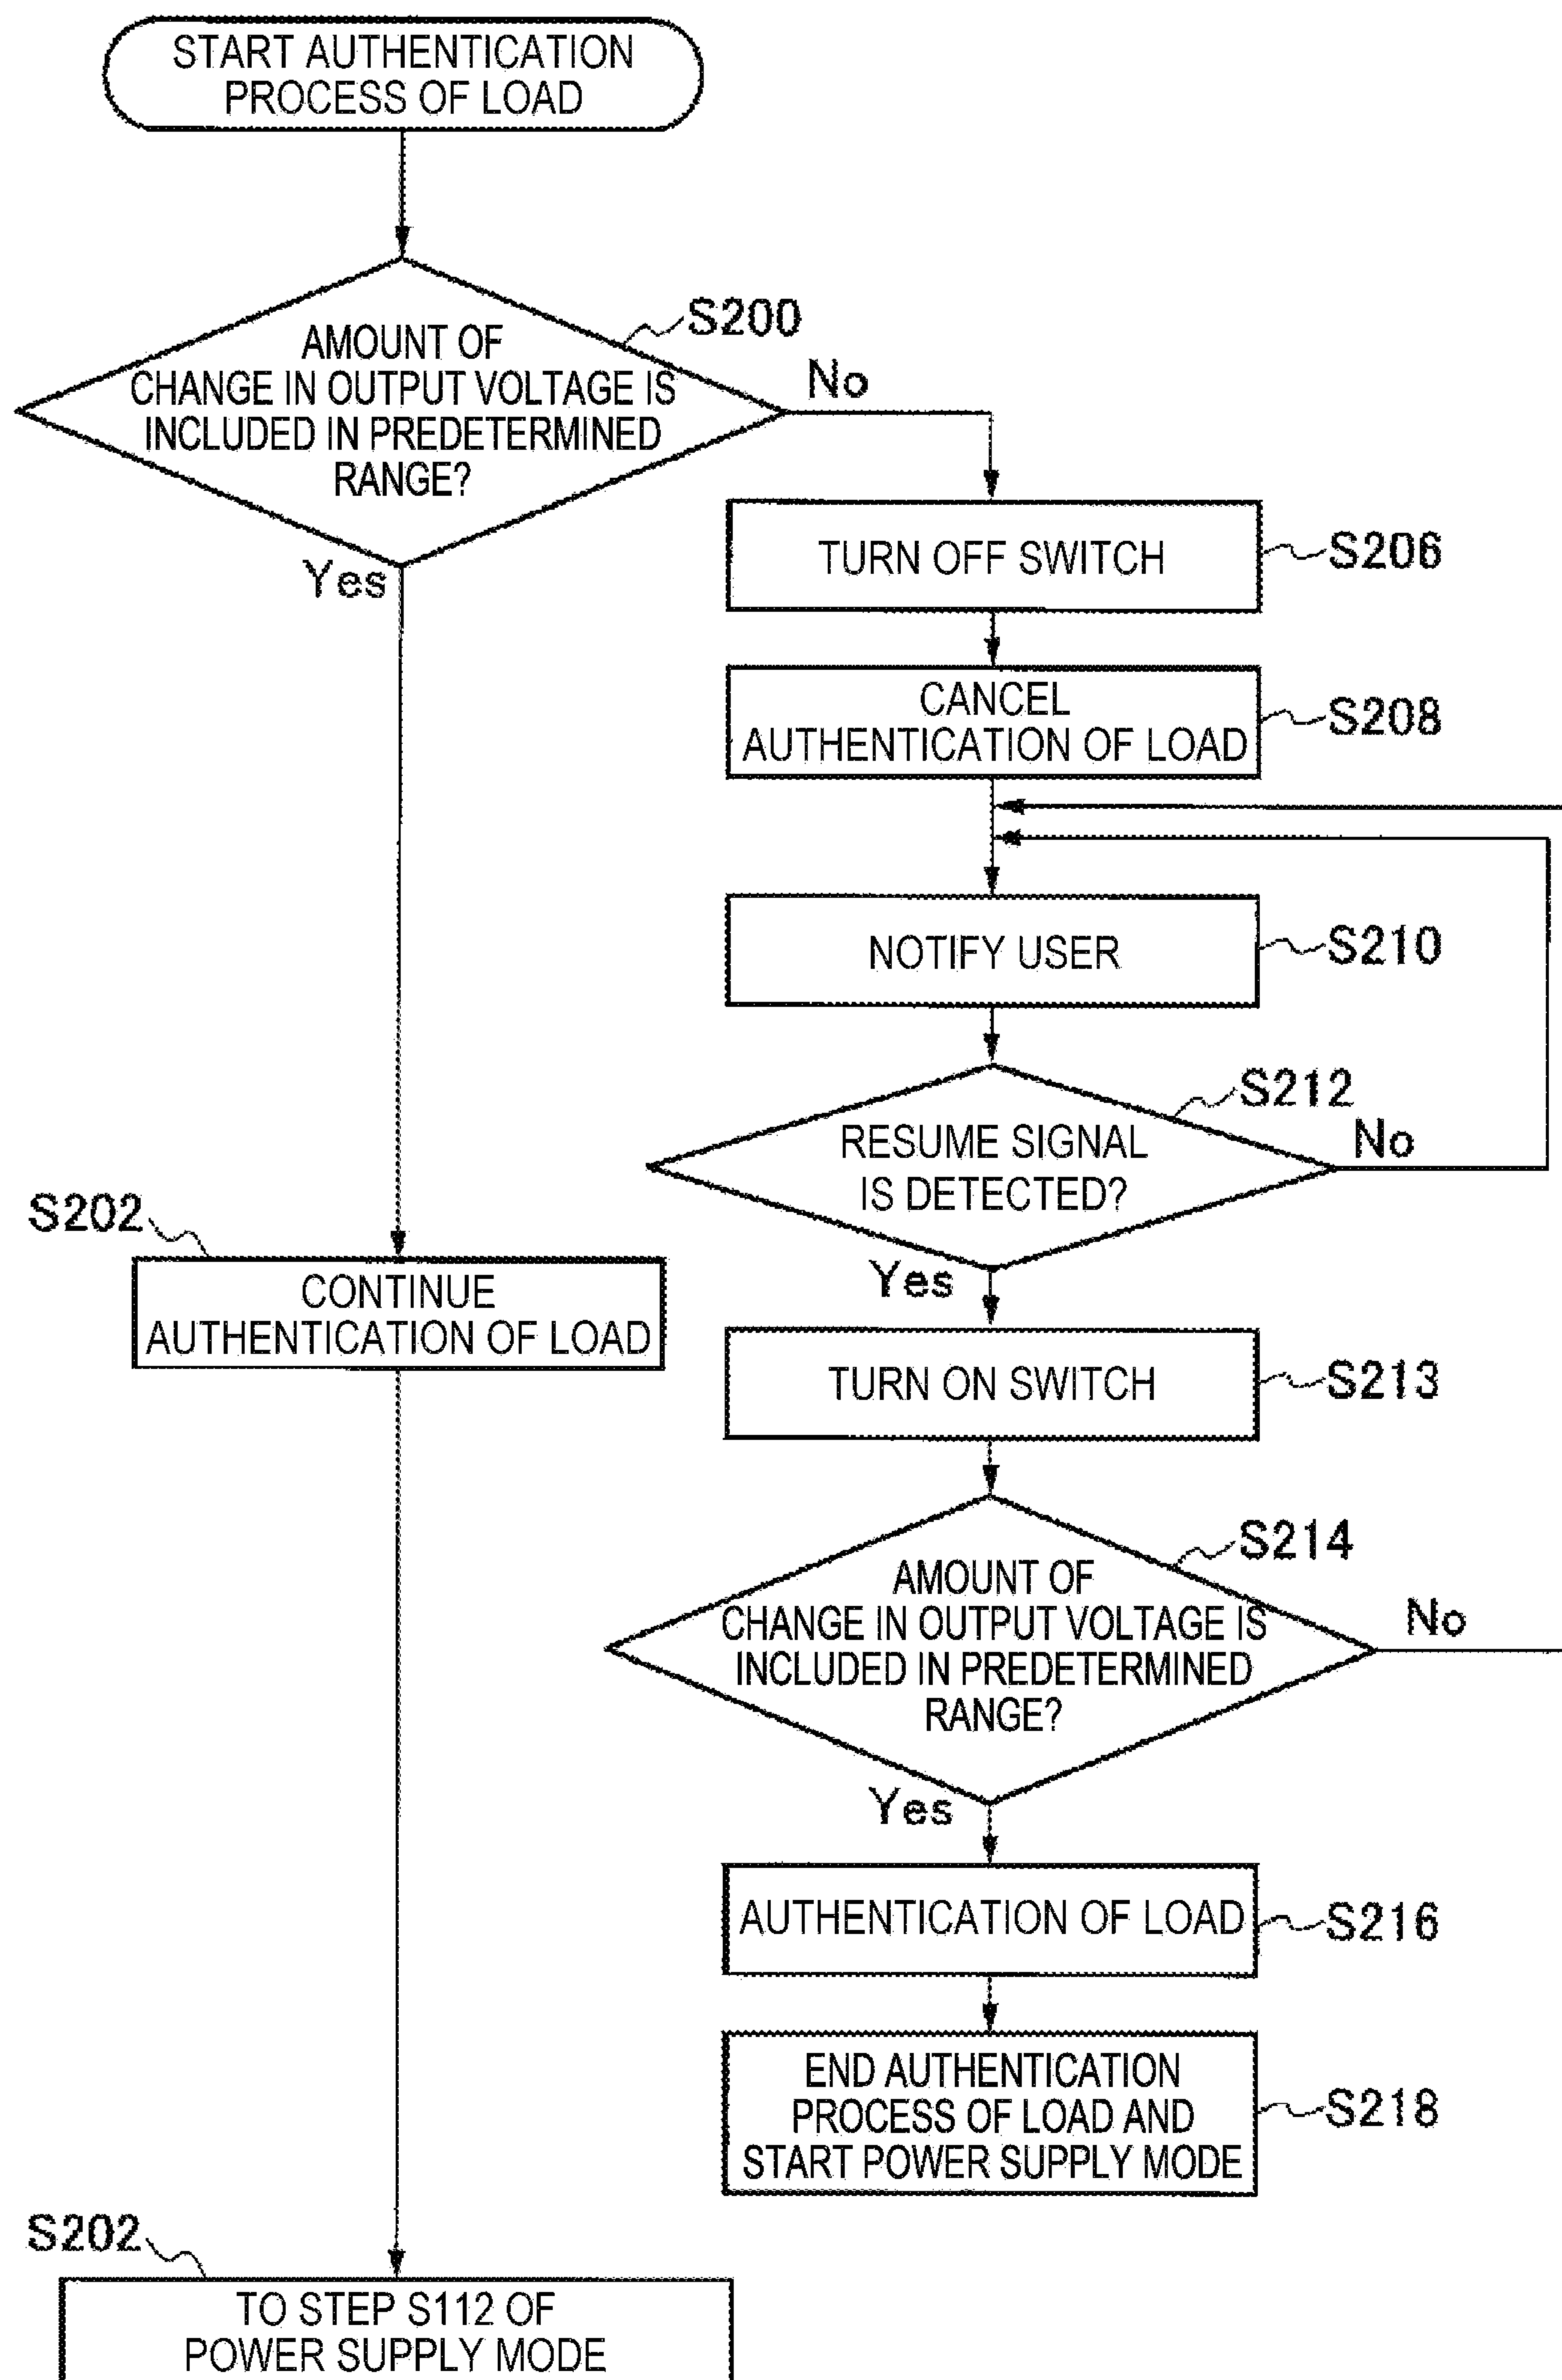 START AUTHENTICATION
PROCESS OF LOAD
S200
AMOUNT OF
CHANGE IN OUTPUT VOLTAGE IS
INCLUDED IN PREDETERMINED
RANGE?
No
Yes
TURN OFF SWITCH
S206
CANCEL
AUTHENTICATION OF LOAD
S208
NOTIFY USER
S210
S212
RESUME SIGNAL
IS DETECTED?
No
Yes
S202
CONTINUE
AUTHENTICATION OF LOAD
TURN ON SWITCH
S213
S214
AMOUNT OF
CHANGE IN OUTPUT VOLTAGE IS
INCLUDED IN PREDETERMINED
RANGE?
No
Yes
AUTHENTICATION OF LOAD
S216
END AUTHENTICATION
PROCESS OF LOAD AND
START POWER SUPPLY MODE
S218
S202
TO STEP S112 OF
POWER SUPPLY MODE